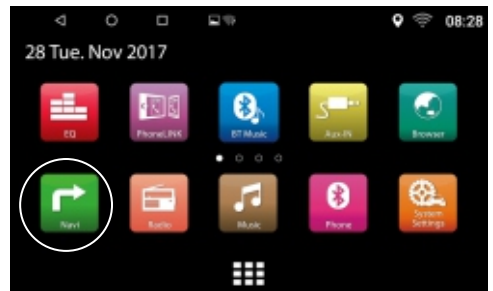 08:28
28 Tue. Nov 2017
EQ
PhoneLINK
BT Music
Aux-IN
Browser
Navi
Radio
Music
Phone
System
Settings